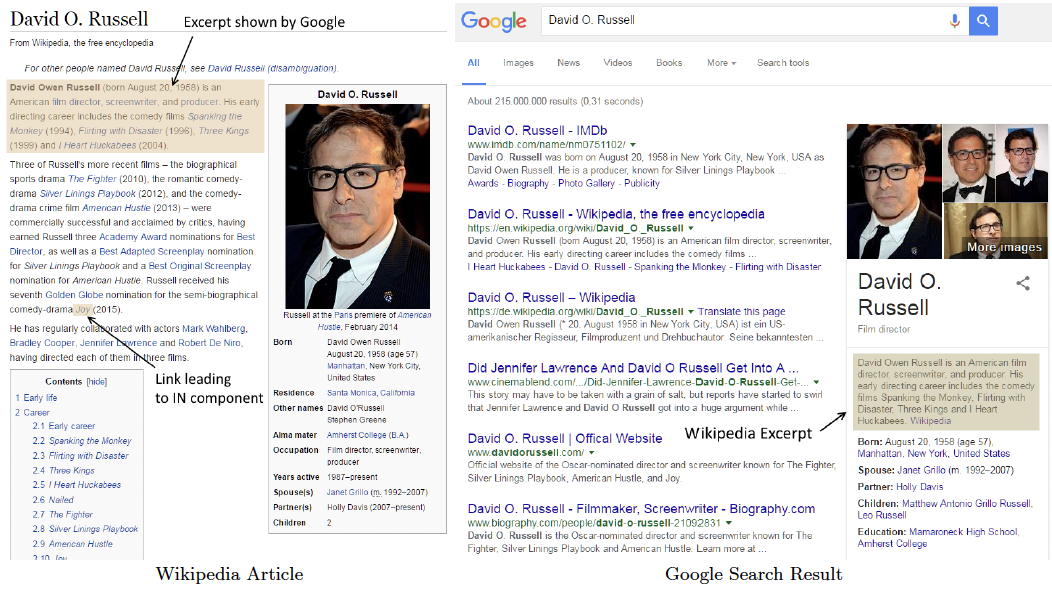 David O. Russell
Excerpt shown by Google
From Wikipedia, the free encyclopedia
For other people named David Russell, see David Russell (disambiguation).
David Owen Russell (born August 20, 1958) is an
American film director, screenwriter, and producer. His early
directing career includes the comedy films Spanking the
Monkey (1994), Flirting with Disaster (1996), Three Kings
(1999) and I Heart Huckabees (2004).
Three of Russell's more recent films – the biographical
sports drama The Fighter (2010), the romantic comedy-
drama Silver Linings Playbook (2012), and the comedy-
drama crime film American Hustle (2013) – were
commercially successful and acclaimed by critics, having
earned Russell three Academy Award nominations for Best
Director, as well as a Best Adapted Screenplay nomination
for Silver Linings Playbook and a Best Original Screenplay
nomination for American Hustle. Russell received his
seventh Golden Globe nomination for the semi-biographical
comedy-drama Joy (2015).
He has regularly collaborated with actors Mark Wahlberg,
Bradley Cooper, Jennifer Lawrence and Robert De Niro,
having directed each of them in three films.
Link leading
to IN component
Contents [hide]
1 Early life
2 Career
2.1 Early career
2.2 Spanking the Monkey
2.3 Flirting with Disaster
2.4 Three Kings
2.5 I Heart Huckabees
2.6 Nailed
2.7 The Fighter
2.8 Silver Linings Playbook
2.9 American Hustle
2.10 Joy
David O. Russell
Russell at the Paris premiere of American
Hustle, February 2014
Born David Owen Russell
August 20, 1958 (age 57)
Manhattan, New York City,
United States
Residence Santa Monica, California
Other names David O'Russell
Stephen Greene
Alma mater Amherst College (B.A.)
Occupation Film director, screenwriter,
producer
Years active 1987–present
Spouse(s) Janet Grillo (m. 1992–2007)
Partner(s) Holly Davis (2007–present)
Children 2
Wikipedia Article
Google
David O. Russell
All Images News Videos Books More Search tools
About 215.000.000 results (0,31 seconds)
David O. Russell - IMDb
www.imdb.com/name/nm0751102/
David O. Russell was born on August 20, 1958 in New York City, New York, USA as
David Owen Russell. He is a producer, known for Silver Linings Playbook ...
Awards - Biography - Photo Gallery - Publicity
David O. Russell - Wikipedia, the free encyclopedia
https://en.wikipedia.org/wiki/David_O._Russell
David Owen Russell (born August 20, 1958) is an American film director, screenwriter,
and producer. His early directing career includes the comedy films ...
I Heart Huckabees - David O. Russell - Spanking the Monkey - Flirting with Disaster
David O. Russell – Wikipedia
https://de.wikipedia.org/wiki/David_O._Russell Translate this page
David Owen Russell (* 20. August 1958 in New York City, USA) ist ein US-
amerikanischer Regisseur, Filmproduzent und Drehbuchautor. Seine bekanntesten ...
Did Jennifer Lawrence And David O Russell Get Into A ...
www.cinemablend.com/.../Did-Jennifer-Lawrence-David-O-Russell-Get-...
This story may have to be taken with a grain of salt, but reports have started to swirl
that Jennifer Lawrence and David O Russell got into a huge argument while ...
David O. Russell | Offical Website
www.davidorussell.com/
Official website of the Oscar-nominated director and screenwriter known for The Fighter,
Silver Linings Playbook, American Hustle, and Joy.
David O. Russell - Filmmaker, Screenwriter - Biography.com
www.biography.com/people/david-o-russell-21092831
David O. Russell is the Oscar-nominated director and screenwriter known for The
Fighter, Silver Linings Playbook and American Hustle. Learn more at ...
More images
David O.
Russell
Film director
David Owen Russell is an American film
director, screenwriter, and producer. His
early directing career includes the comedy
films Spanking the Monkey, Flirting with
Disaster, Three Kings and I Heart
Huckabees. Wikipedia
Wikipedia Excerpt
Born: August 20, 1958 (age 57),
Manhattan, New York, United States
Spouse: Janet Grillo (m. 1992–2007)
Partner: Holly Davis
Children: Matthew Antonio Grillo Russell,
Leo Russell
Education: Mamaroneck High School,
Amherst College
Google Search Result